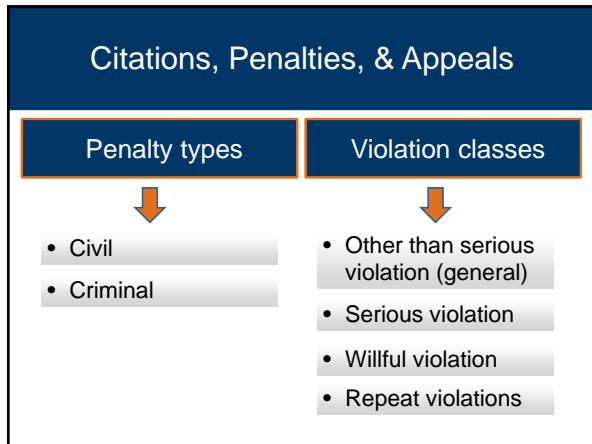 Citations, Penalties, & Appeals
Penalty types
• Civil
• Criminal
Violation classes
• Other than serious
violation (general)
• Serious violation
• Willful violation
• Repeat violations